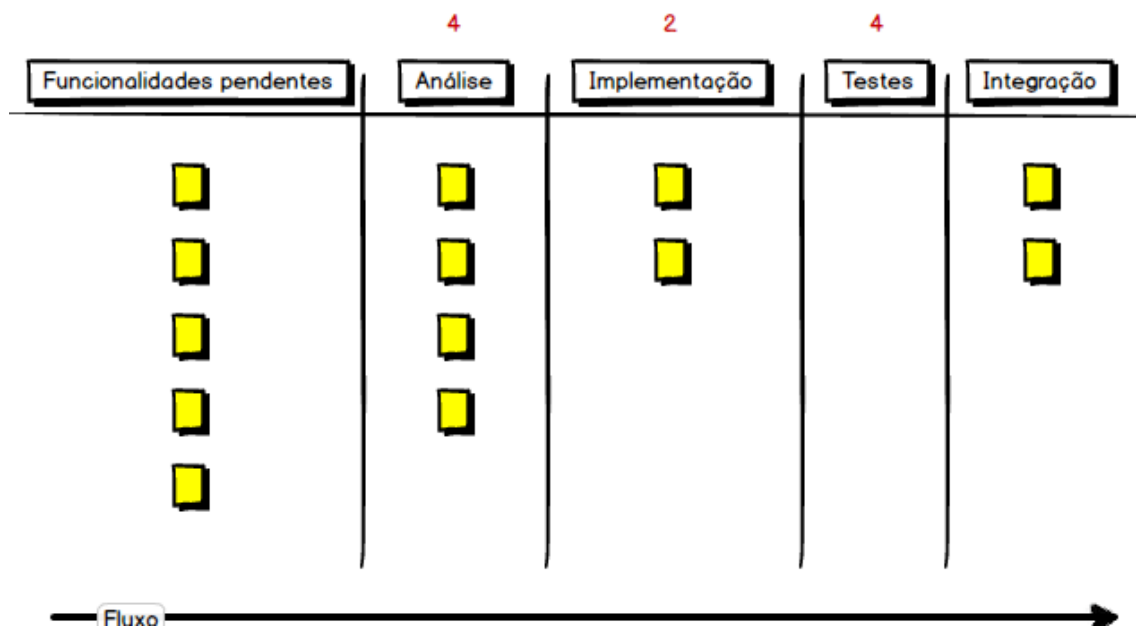 4 2 4
Funcionalidades pendentes Análise Implementação Testes Integração
Fluxo